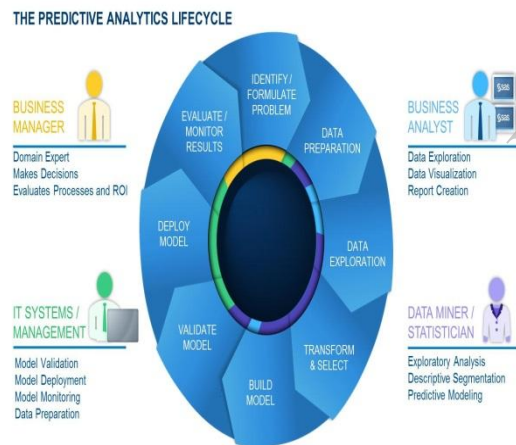 THE PREDICTIVE ANALYTICS LIFECYCLE
BUSINESS
MANAGER
Domain Expert
Makes Decisions
Evaluates Processes and ROI
BUSINESS
ANALYST
Data Exploration
Data Visualization
Report Creation
IDENTIFY /
FORMULATE
PROBLEM
DATA
PREPARATION
DATA
EXPLORATION
TRANSFORM
& SELECT
BUILD
MODEL
VALIDATE
MODEL
DEPLOY
MODEL
EVALUATE /
MONITOR
RESULTS
IT SYSTEMS /
MANAGEMENT
Model Validation
Model Deployment
Model Monitoring
Data Preparation
DATA MINER /
STATISTICIAN
Exploratory Analysis
Descriptive Segmentation
Predictive Modeling